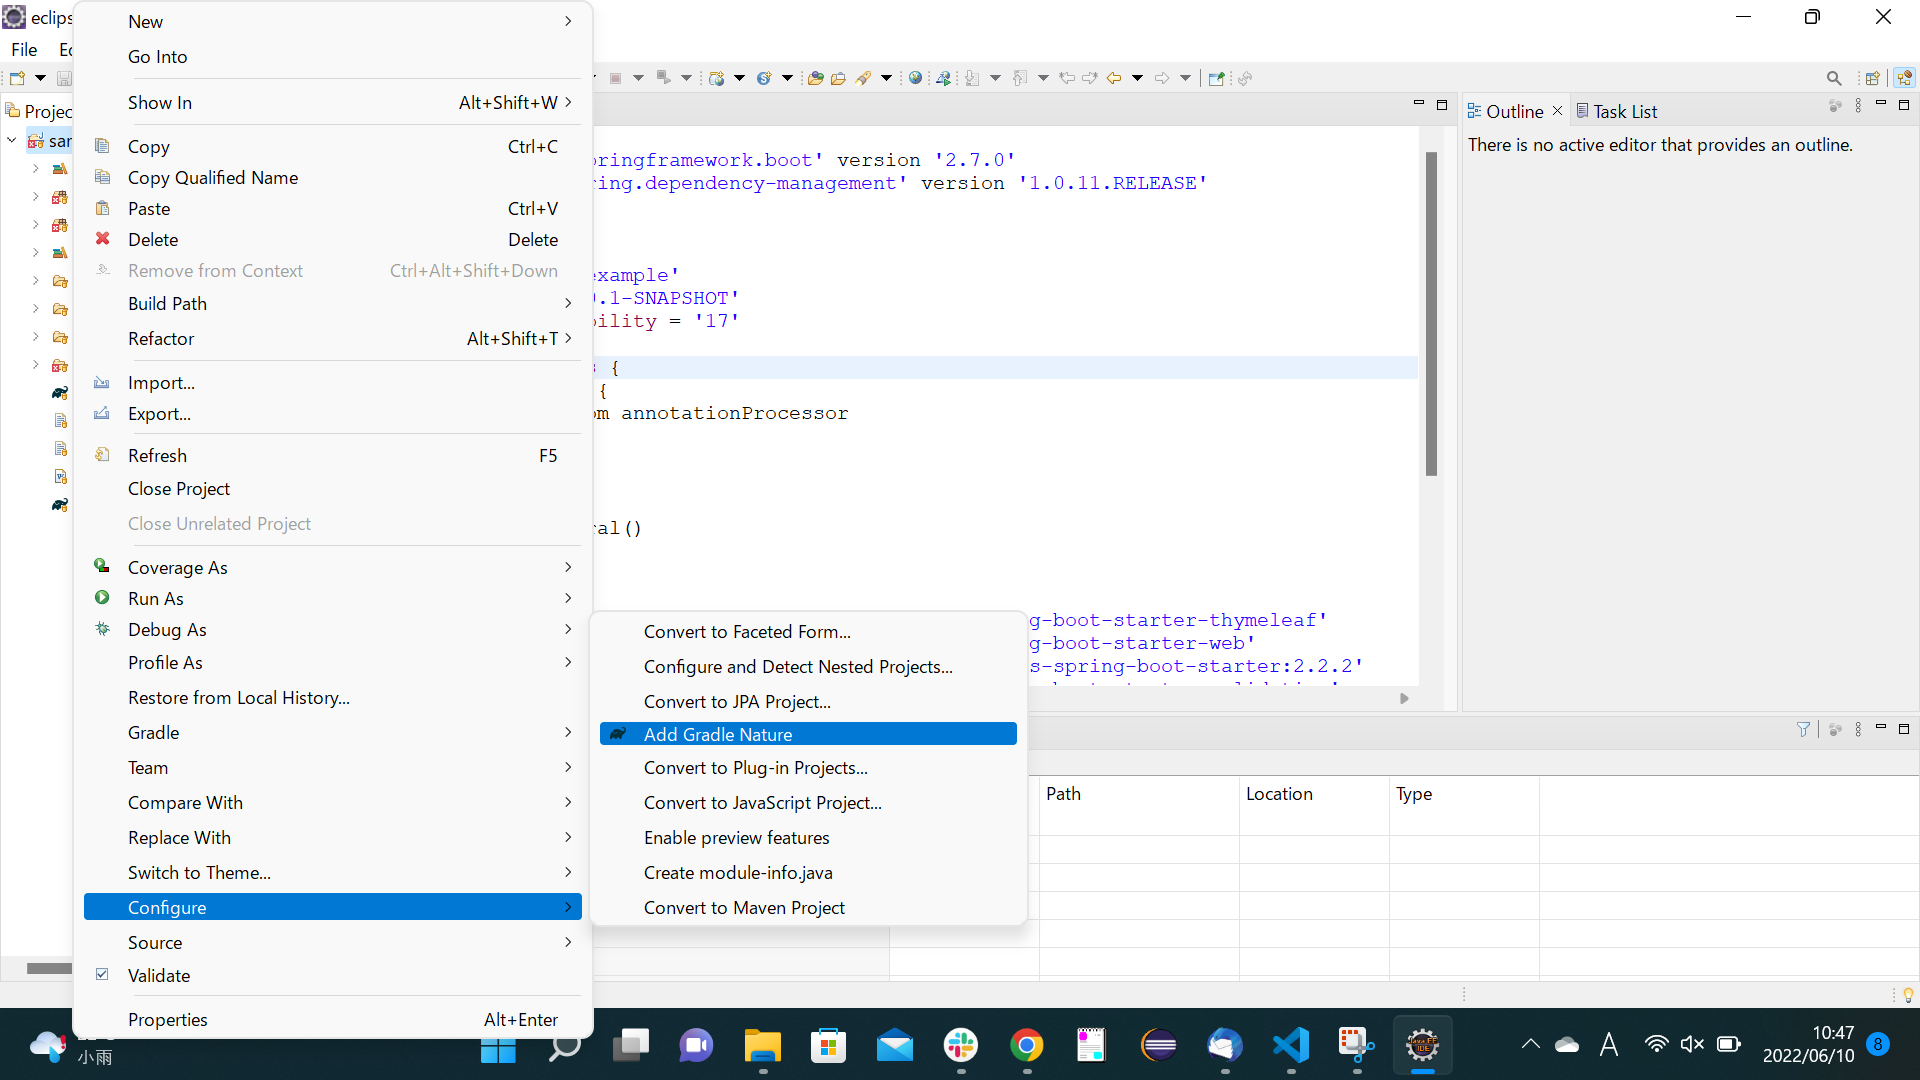 eclips
File
Projec
sar
New
Go Into
Show In Alt+Shift+W
Copy Ctrl+C
Copy Qualified Name
Paste Ctrl+V
Delete Delete
Remove from Context Ctrl+Alt+Shift+Down
Build Path
Refactor Alt+Shift+T
Import...
Export...
Refresh F5
Close Project
Close Unrelated Project
Coverage As
Run As
Debug As
Profile As
Restore from Local History...
Gradle
Team
Compare With
Replace With
Switch to Theme...
Configure
Source
Validate
Properties Alt+Enter
Convert to Faceted Form...
Configure and Detect Nested Projects...
Convert to JPA Project...
Add Gradle Nature
Convert to Plug-in Projects...
Convert to JavaScript Project...
Enable preview features
Create module-info.java
Convert to Maven Project
ringframework.boot' version '2.7.0'
ing.dependency-management' version '1.0.11.RELEASE'
example'
.1-SNAPSHOT'
ility = '17'
{
{
om annotationProcessor
al()
g-boot-starter-thymeleaf'
g-boot-starter-web'
s-spring-boot-starter:2.2.2'
Outline
Task List
There is no active editor that provides an outline.
Path Location Type
小雨
A
10:47
2022/06/10
8